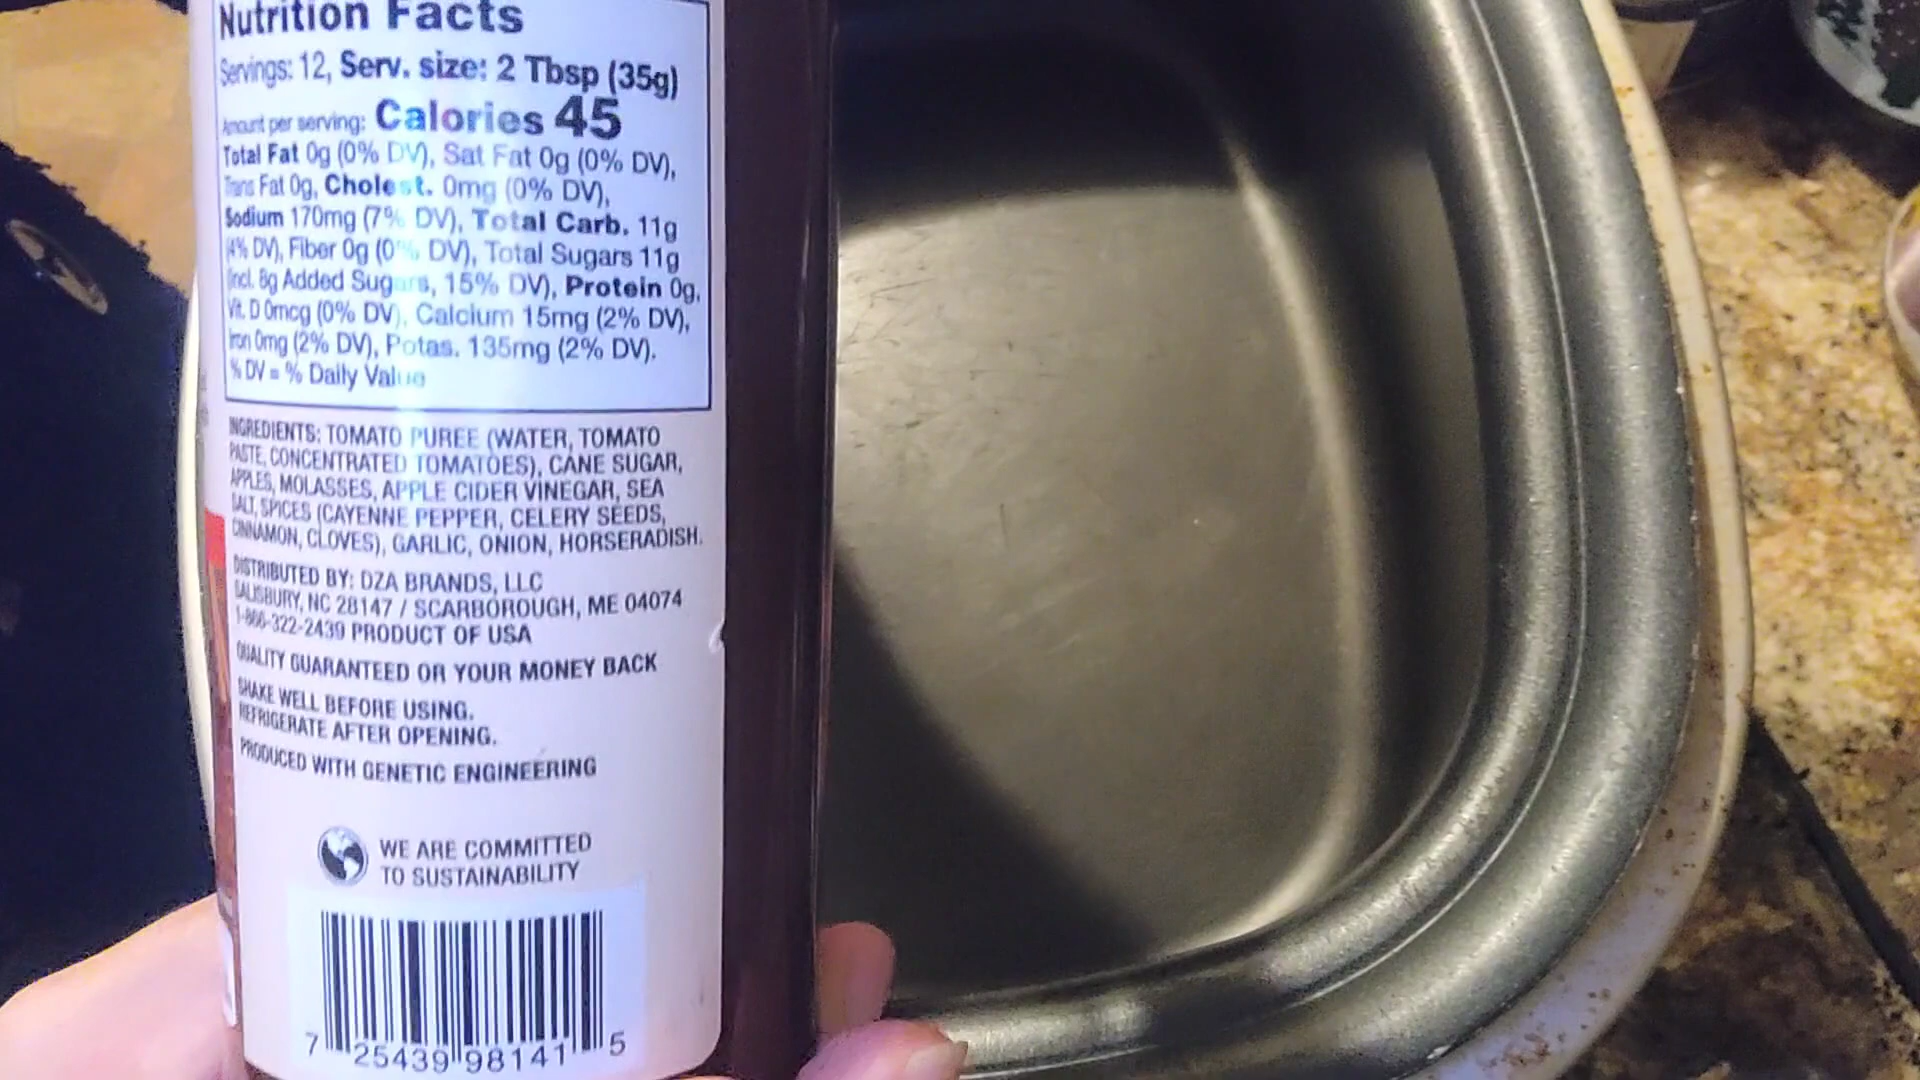 Nutrition Facts
Servings: 12, Serv. size: 2 Tbsp (35g)
Amount per serving: Calories 45
Total Fat 0g (0% DV), Sat Fat 0g (0% DV),
Trans Fat 0g, Cholest. 0mg (0% DV),
Sodium 170mg (7% DV), Total Carb. 11g
(4% DV), Fiber 0g (0% DV), Total Sugars 11g
(Incl. 8g Added Sugars, 15% DV), Protein 0g,
Vit. D 0mcg (0% DV), Calcium 15mg (2% DV),
Iron 0mg (2% DV), Potas. 135mg (2% DV).
% DV = % Daily Value
INGREDIENTS: TOMATO PUREE (WATER, TOMATO
PASTE, CONCENTRATED TOMATOES), CANE SUGAR,
APPLES, MOLASSES, APPLE CIDER VINEGAR, SEA
SALT, SPICES (CAYENNE PEPPER, CELERY SEEDS,
CINNAMON, CLOVES), GARLIC, ONION, HORSERADISH.
DISTRIBUTED BY: DZA BRANDS, LLC
SALISBURY, NC 28147 / SCARBOROUGH, ME 04074
1-866-322-2439 PRODUCT OF USA
QUALITY GUARANTEED OR YOUR MONEY BACK
SHAKE WELL BEFORE USING.
REFRIGERATE AFTER OPENING.
PRODUCED WITH GENETIC ENGINEERING
WE ARE COMMITTED
TO SUSTAINABILITY
7 25439 98141 5